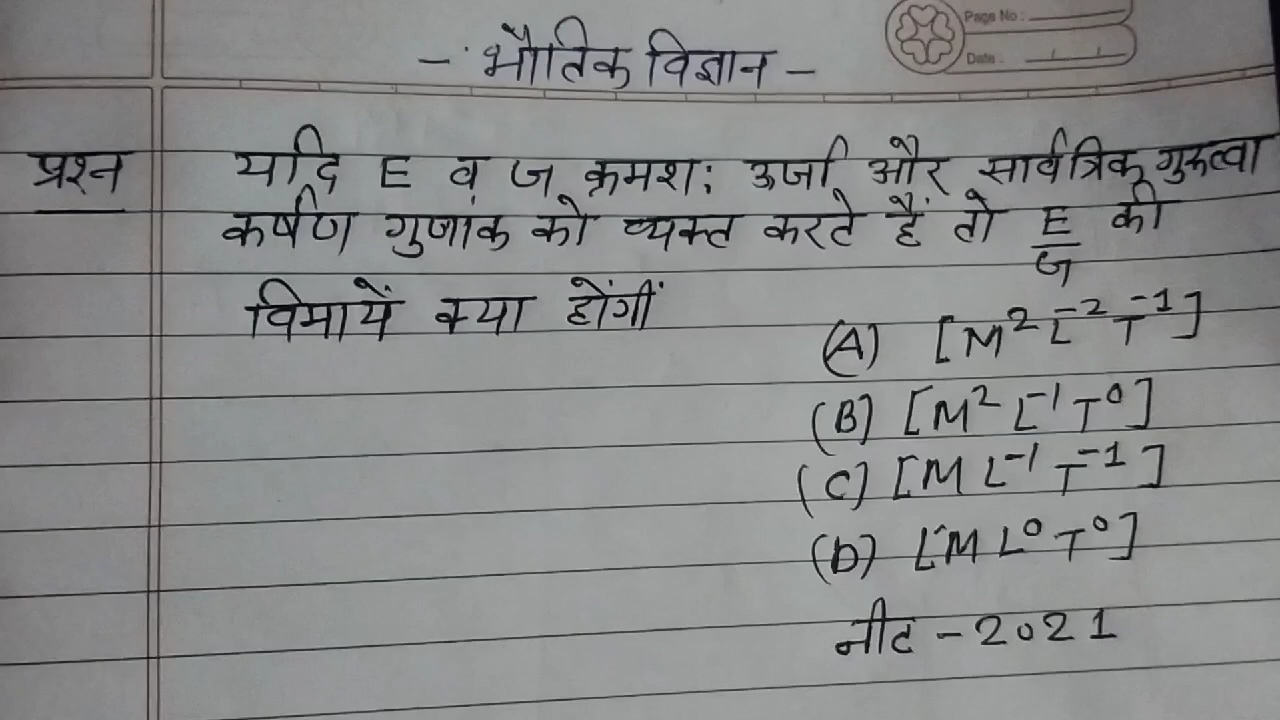 Page No:
Date:
- भौतिक विज्ञान -
प्रश्न यदि E व G क्रमश: ऊर्जा और सार्वत्रिक गुरुत्वा
कर्षण गुणांक को व्यक्त करते हैं तो E/G की
विमायें क्या होंगीं
(A) [M² L⁻² T⁻¹]
(B) [M² L⁻¹ T⁰]
(C) [M L⁻¹ T⁻¹]
(D) [M L⁰ T⁰]
नीट - 2021